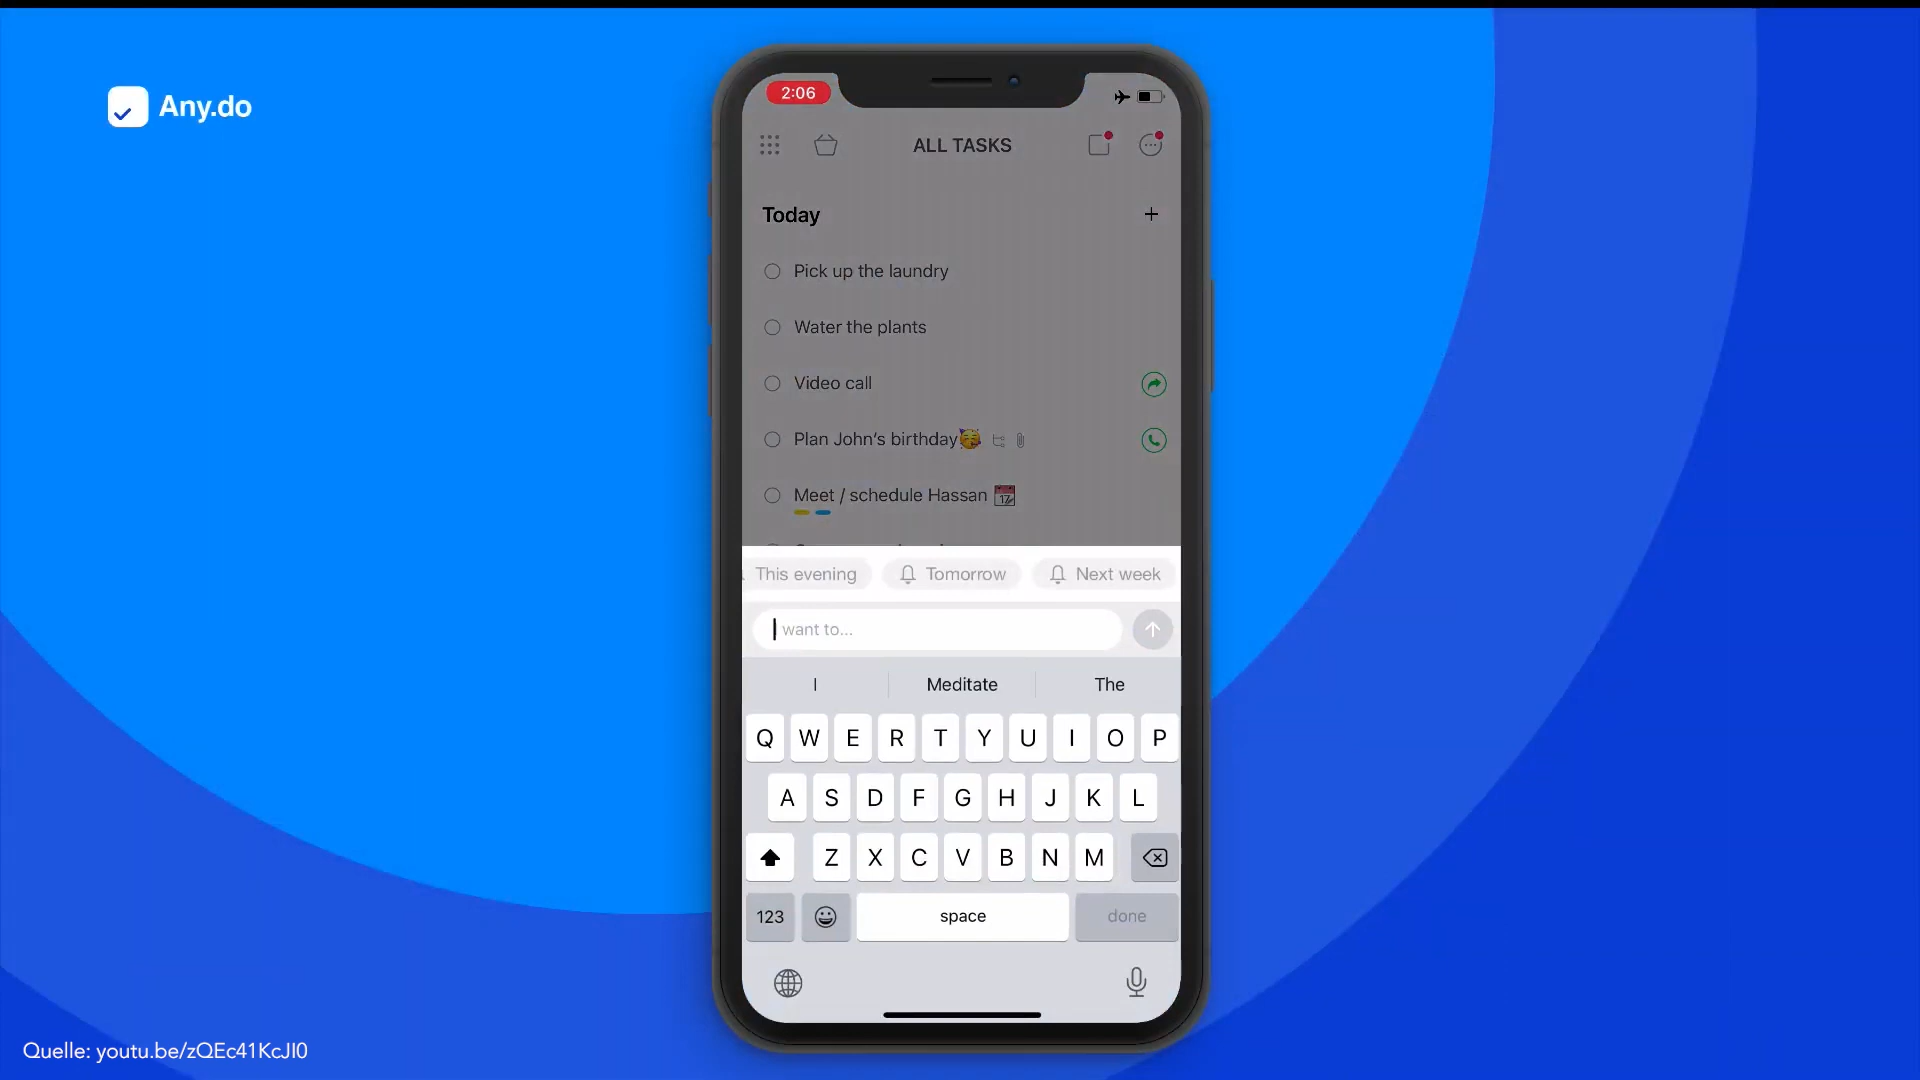 Any.do
2:06
ALL TASKS
Today
Pick up the laundry
Water the plants
Video call
Plan John's birthday
Meet / schedule Hassan
This evening
Tomorrow
Next week
want to...
I
Meditate
The
Q W E R T Y U I O P
A S D F G H J K L
Z X C V B N M
123
space
done
Quelle: youtu.be/zQEc41KcJI0